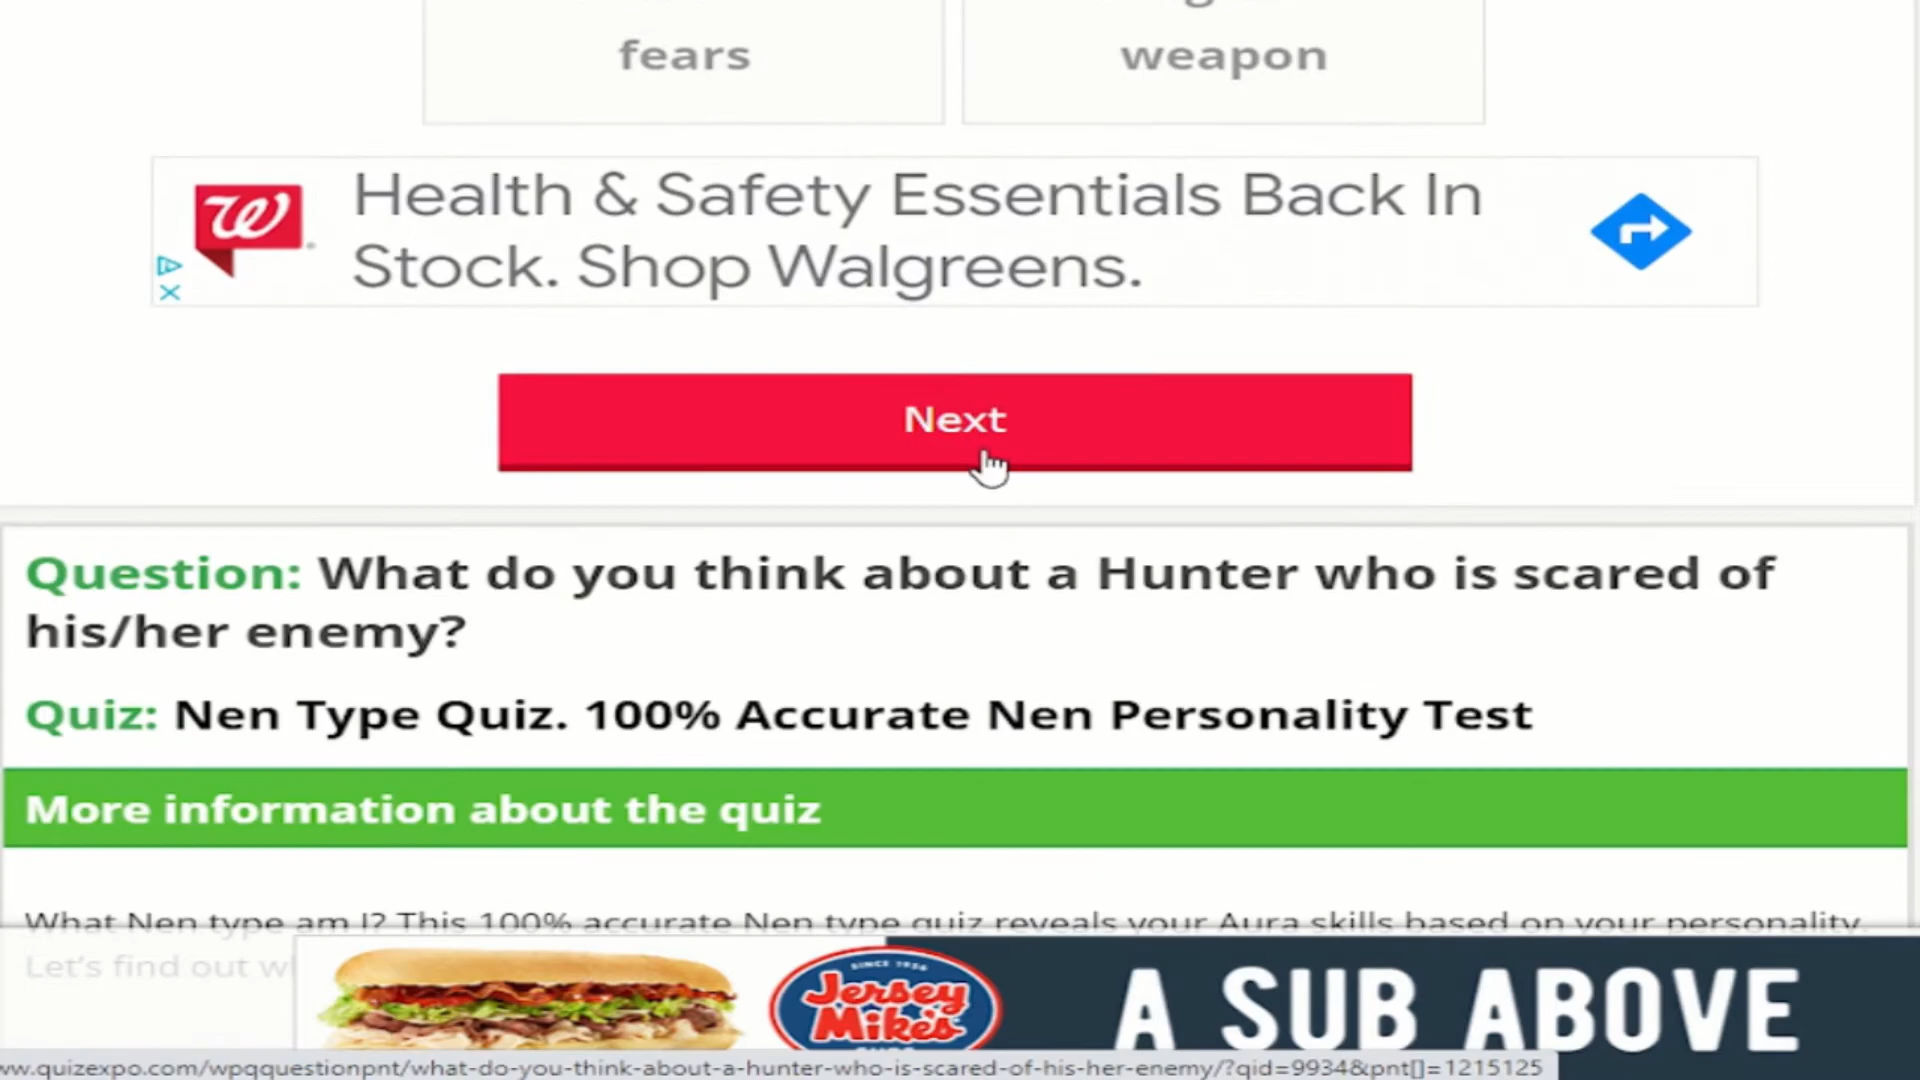 fears
weapon
Health & Safety Essentials Back In
Stock. Shop Walgreens.
Next
Question: What do you think about a Hunter who is scared of
his/her enemy?
Quiz: Nen Type Quiz. 100% Accurate Nen Personality Test
More information about the quiz
What Nen type am I? This 100% accurate Nen type quiz reveals your Aura skills based on your personality.
Let's find out
SINCE 1956
Jersey
Mike's
A SUB ABOVE
ww.quizexpo.com/wpqquestionpnt/what-do-you-think-about-a-hunter-who-is-scared-of-his-her-enemy/?qid=9934&pnt[]=1215125